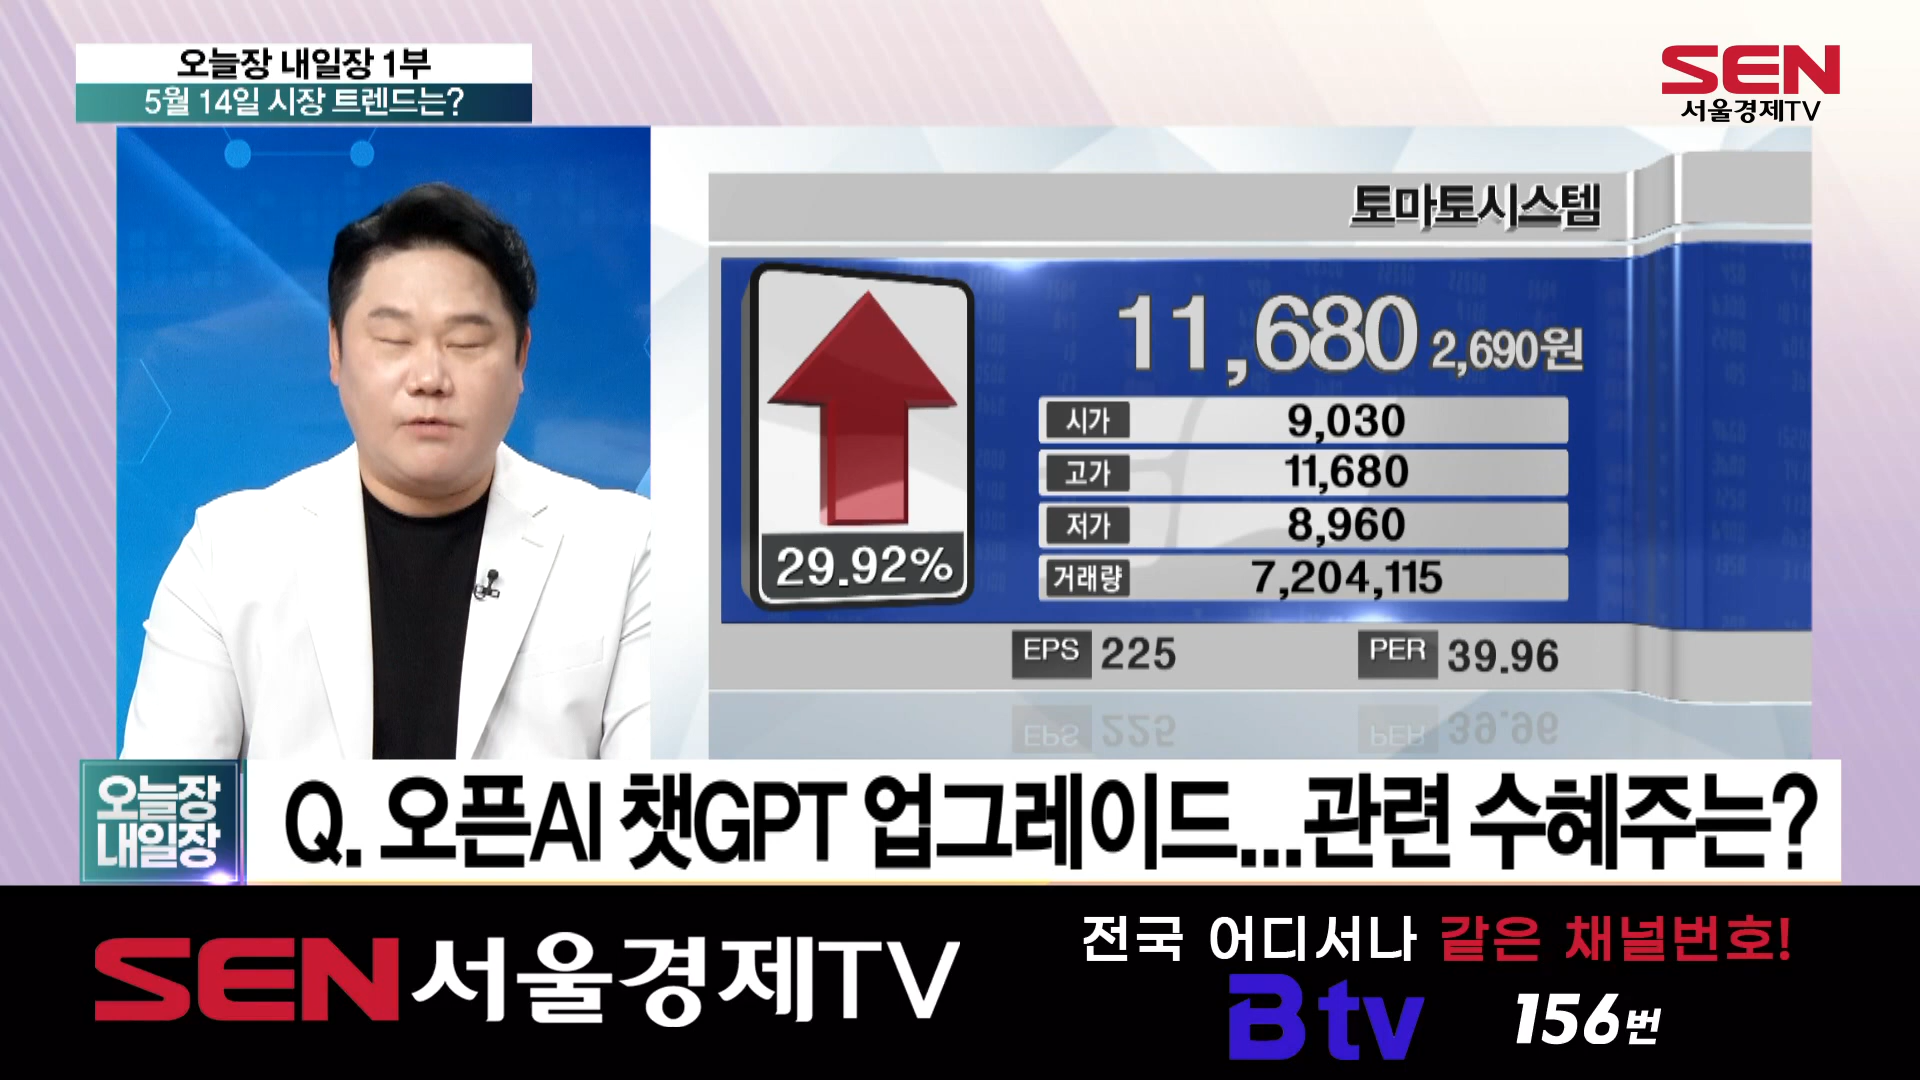 오늘장 내일장 1부
5월 14일 시장 트렌드는?
SEN
서울경제TV
토마토시스템
11,680 2,690원
시가 9,030
고가 11,680
저가 8,960
거래량 7,204,115
29.92%
EPS 225 PER 39.96
오늘장
내일장
Q. 오픈AI 챗GPT 업그레이드...관련 수혜주는?
SEN 서울경제TV
전국 어디서나 같은 채널번호!
B tv 156번